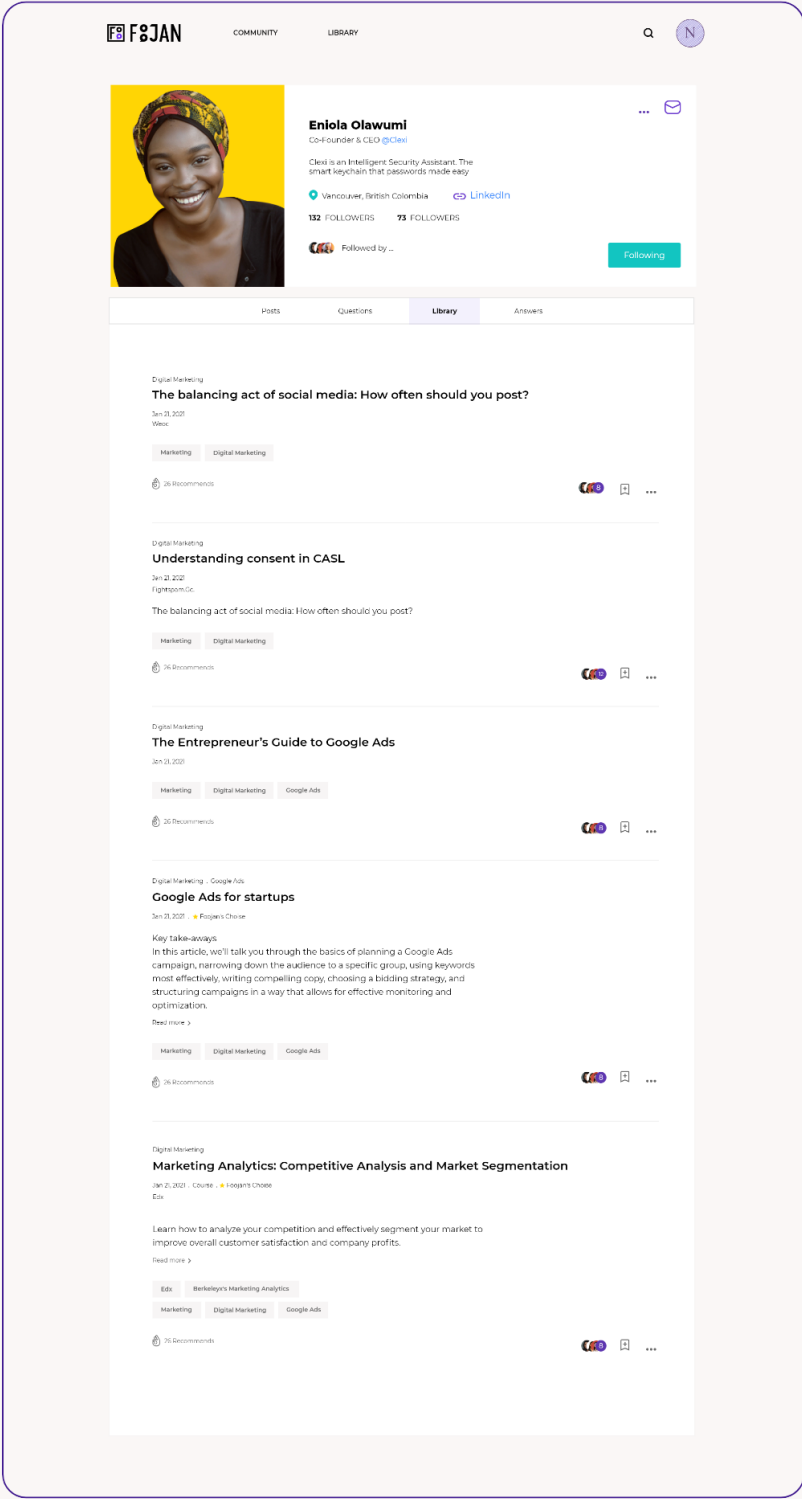 F8JAN
COMMUNITY
LIBRARY
N
Eniola Olawumi
Co-Founder & CEO @Clexi
Clexi is an Intelligent Security Assistant. The
smart keychain that passwords made easy
Vancouver, British Colombia
LinkedIn
132 FOLLOWERS
73 FOLLOWERS
Followed by ...
Following
Posts
Questions
Library
Answers
Digital Marketing
The balancing act of social media: How often should you post?
Jan 21, 2021
Weoc
Marketing
Digital Marketing
26 Recommends
8
Digital Marketing
Understanding consent in CASL
Jan 21, 2021
Fightspam.Gc.
The balancing act of social media: How often should you post?
Marketing
Digital Marketing
26 Recommends
12
Digital Marketing
The Entrepreneur's Guide to Google Ads
Jan 21, 2021
Marketing
Digital Marketing
Google Ads
26 Recommends
8
Digital Marketing . Google Ads
Google Ads for startups
Jan 21, 2021 . Foojan's Choise
Key take-aways
In this article, we'll talk you through the basics of planning a Google Ads
campaign, narrowing down the audience to a specific group, using keywords
most effectively, writing compelling copy, choosing a bidding strategy, and
structuring campaigns in a way that allows for effective monitoring and
optimization.
Read more >
Marketing
Digital Marketing
Google Ads
26 Recommends
8
Digital Marketing
Marketing Analytics: Competitive Analysis and Market Segmentation
Jan 21, 2021 . Course . Foojan's Choise
Edx
Learn how to analyze your competition and effectively segment your market to
improve overall customer satisfaction and company profits.
Read more >
Edx
Berkeleyx's Marketing Analytics
Marketing
Digital Marketing
Google Ads
26 Recommends
8